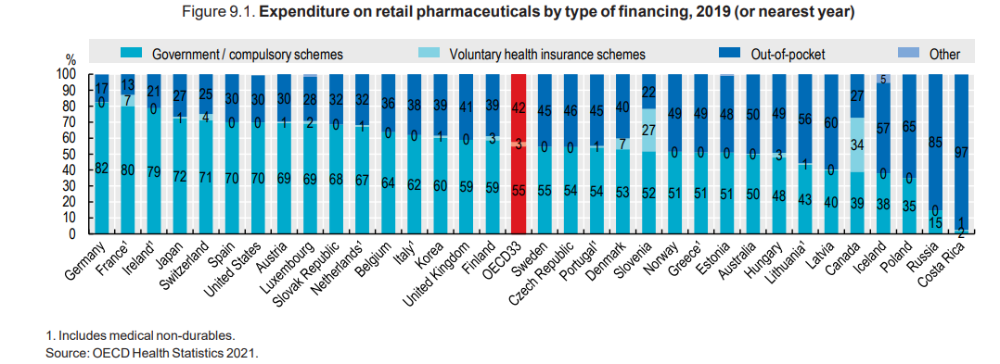 Figure 9.1. Expenditure on retail pharmaceuticals by type of financing, 2019 (or nearest year)
Government / compulsory schemes Voluntary health insurance schemes Out-of-pocket Other
%
100
90
80
70
60
50
40
30
20
10
0
17 13 21 27 25 30 30 30 28 32 32 36 38 39 41 39 42 45 46 45 40 22 49 49 48 50 49 56 60 27 5 57 65 85 97
0 7 0 1 4 0 0 1 2 0 1 0 0 1 0 3 3 0 0 1 7 27 0 0 0 0 3 1 0 34 0 0 0 1
82 80 79 72 71 70 70 69 69 68 67 64 62 60 59 59 55 55 54 54 53 52 51 51 51 50 48 43 40 39 38 35 15 2
Germany
France¹
Ireland¹
Japan
Switzerland
Spain
United States
Austria
Luxembourg
Slovak Republic
Netherlands¹
Belgium
Italy¹
Korea
United Kingdom
Finland
OECD33
Sweden
Czech Republic
Portugal¹
Denmark
Slovenia
Norway
Greece¹
Estonia
Australia
Hungary
Lithuania¹
Latvia
Canada
Iceland
Poland
Russia
Costa Rica
1. Includes medical non-durables.
Source: OECD Health Statistics 2021.